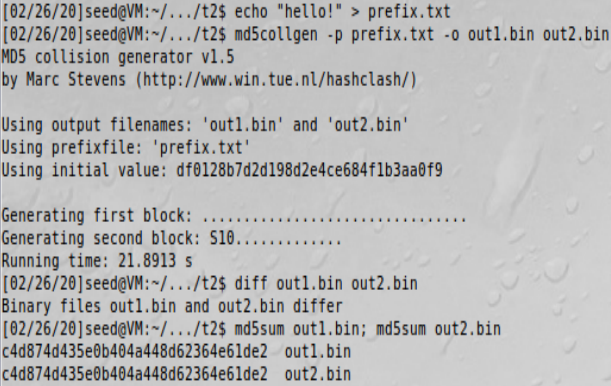 [02/26/20]seed@VM:~/.../t2$ echo "hello!" > prefix.txt
[02/26/20]seed@VM:~/.../t2$ md5collgen -p prefix.txt -o out1.bin out2.bin
MD5 collision generator v1.5
by Marc Stevens (http://www.win.tue.nl/hashclash/)
Using output filenames: 'out1.bin' and 'out2.bin'
Using prefixfile: 'prefix.txt'
Using initial value: df0128b7d2d198d2e4ce684f1b3aa0f9
Generating first block: ................................
Generating second block: S10.............
Running time: 21.8913 s
[02/26/20]seed@VM:~/.../t2$ diff out1.bin out2.bin
Binary files out1.bin and out2.bin differ
[02/26/20]seed@VM:~/.../t2$ md5sum out1.bin; md5sum out2.bin
c4d874d435e0b404a448d62364e61de2  out1.bin
c4d874d435e0b404a448d62364e61de2  out2.bin